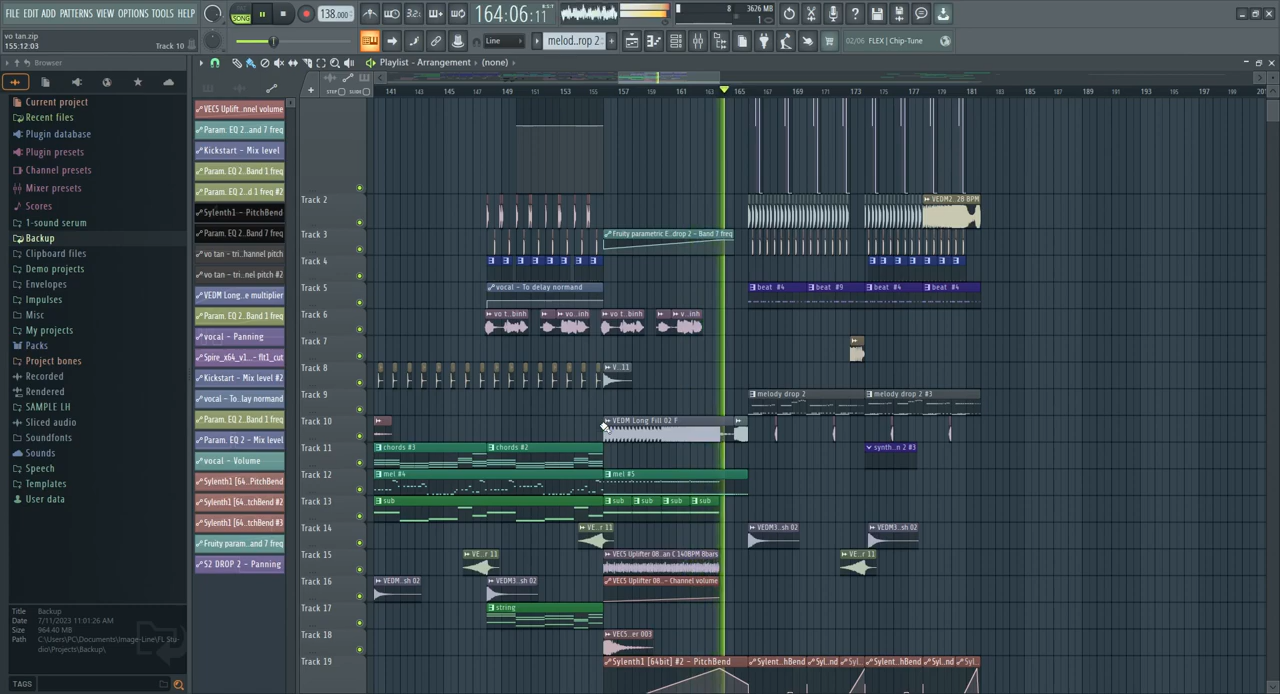 FILE EDIT ADD PATTERNS VIEW OPTIONS TOOLS HELP
SONG
138.000
3.2.1
164:06:11
8
3626 MB
vo tan.zip
155:12:03
Track 10
Line
melod..rop 2
02/06 FLEX | Chip-Tune
Browser
Playlist - Arrangement ▸ (none) ▸
STEP
SLIDE
141 143 145 147 149 151 153 155 157 159 161 163 165 167 169 171 173 175 177 179 181 183 185 187 189 191 193 195 197 199
Current project
Recent files
Plugin database
Plugin presets
Channel presets
Mixer presets
Scores
1-sound serum
Backup
Clipboard files
Demo projects
Envelopes
Impulses
Misc
My projects
Packs
Project bones
Recorded
Rendered
SAMPLE LH
Sliced audio
Soundfonts
Sounds
Speech
Templates
User data
VEC5 Uplift..nnel volume
Param. EQ 2..and 7 freq
Kickstart - Mix level
Param. EQ 2..Band 1 freq
Param. EQ 2..d 1 freq #2
Sylenth1 - PitchBend
Param. EQ 2..Band 7 freq
vo tan - tri..hannel pitch
vo tan - tri..nel pitch #2
VEDM Long..e multiplier
Param. EQ 2..Band 1 freq
vocal - Panning
Spire_x64_v1... - flt1_cut
Kickstart - Mix level #2
vocal - To ..lay normand
Param. EQ 2..Band 1 freq
Param. EQ 2 - Mix level
vocal - Volume
Sylenth1 [64..PitchBend
Sylenth1 [64..tchBend #2
Sylenth1 [64..tchBend #3
Fruity param..and 7 freq
52 DROP 2 - Panning
Track 2
VEDM2..28 BPM
Track 3
Fruity parametric E..drop 2 - Band 7 freq
Track 4
Track 5
vocal - To delay normand
beat #4
beat #9
beat #4
beat #4
Track 6
vo t..binh
vo..inh
vo t..binh
v..inh
Track 7
Track 8
V..11
Track 9
melody drop 2
melody drop 2 #3
Track 10
VEDM Long Fill 02 F
Track 11
chords #3
chords #2
synth..n 2 #3
Track 12
mel #4
mel #5
Track 13
sub
sub
sub
sub
sub
Track 14
VE..r 11
VEDM3..sh 02
VEDM3..sh 02
Track 15
VE..r 11
VEC5 Uplifter 08..an C 140BPM 8bars
VE..r 11
Track 16
VEDM..sh 02
VEDM3..sh 02
VEC5 Uplifter 08.. - Channel volume
Track 17
string
Track 18
VEC5..er 003
Track 19
Sylenth1 [64bit] #2 - PitchBend
Sylent..hBend
Syl..nd
Syl..
Sylent..hBend
Syl..nd
Syl..
Title Backup
Date 7/11/2023 11:01:26 AM
Size 964.40 MB
Path C:\Users\PC\Documents\Image-Line\FL Stu-
dio\Projects\Backup\
TAGS